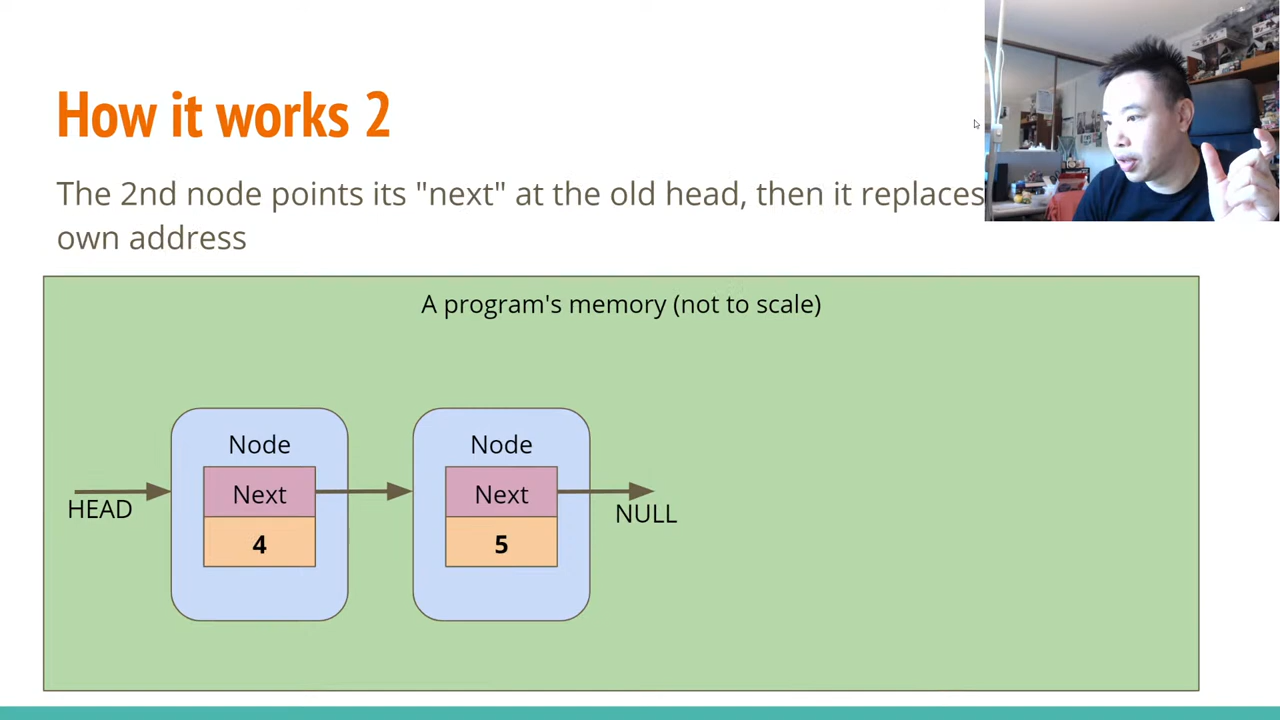 How it works 2
The 2nd node points its "next" at the old head, then it replaces
own address
A program's memory (not to scale)
Node
Node
Next
Next
HEAD
NULL
4
5